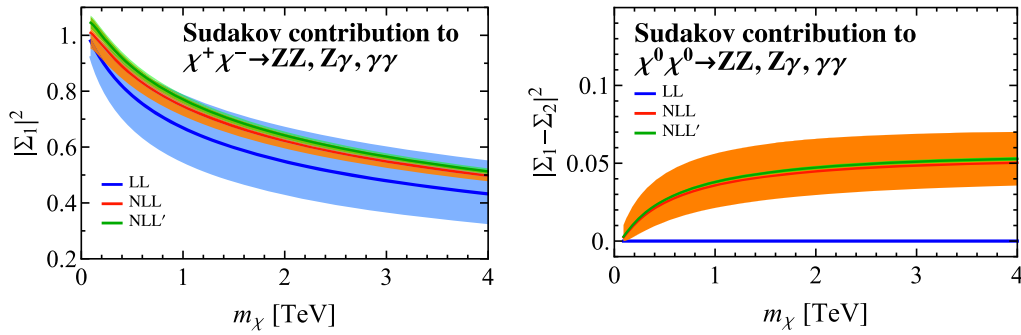 Sudakov contribution to
χ⁺χ⁻→ZZ, Zγ, γγ
|Σ₁|²
1.
0.8
0.6
0.4
0.2
LL
NLL
NLL′
0
1
2
3
4
mχ [TeV]
Sudakov contribution to
χ⁰χ⁰→ZZ, Zγ, γγ
|Σ₁−Σ₂|²
0.1
0.05
0.
LL
NLL
NLL′
0
1
2
3
4
mχ [TeV]